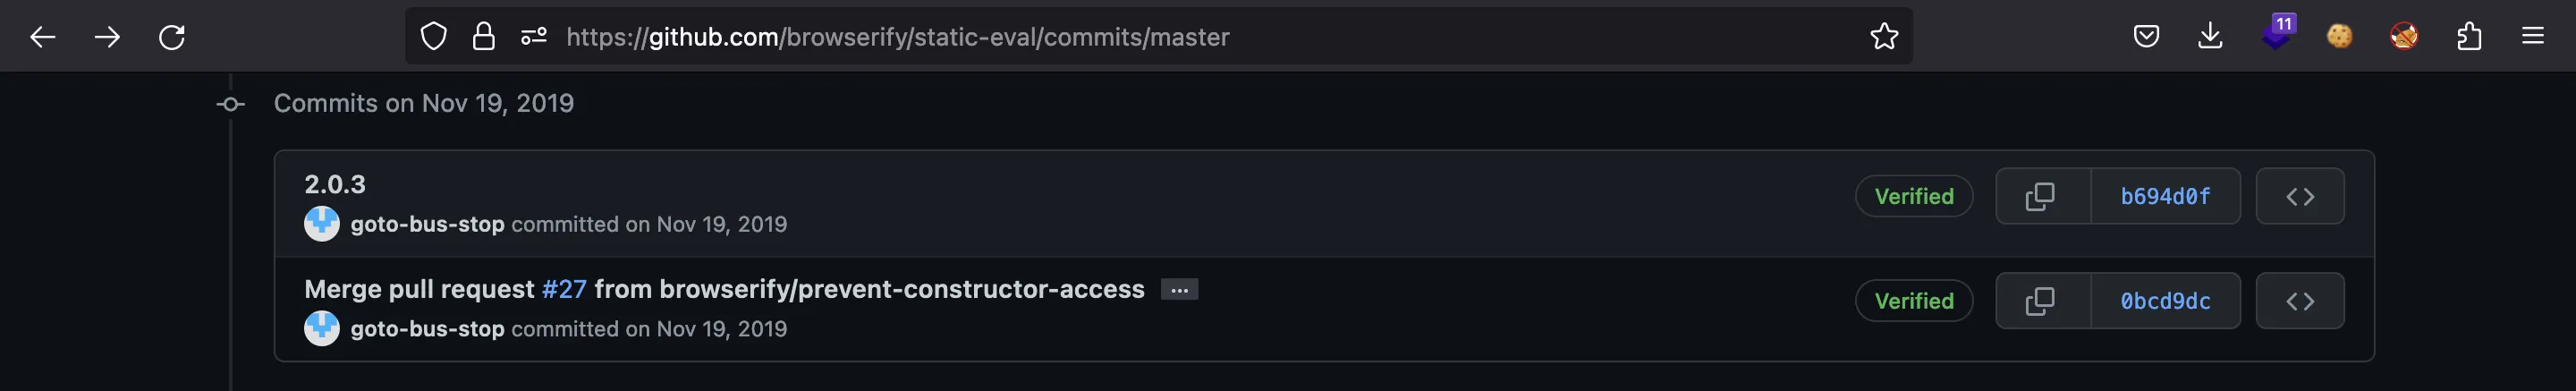 11
https://github.com/browserify/static-eval/commits/master
Commits on Nov 19, 2019
2.0.3
goto-bus-stop committed on Nov 19, 2019
Verified
b694d0f
Merge pull request #27 from browserify/prevent-constructor-access ...
goto-bus-stop committed on Nov 19, 2019
Verified
0bcd9dc